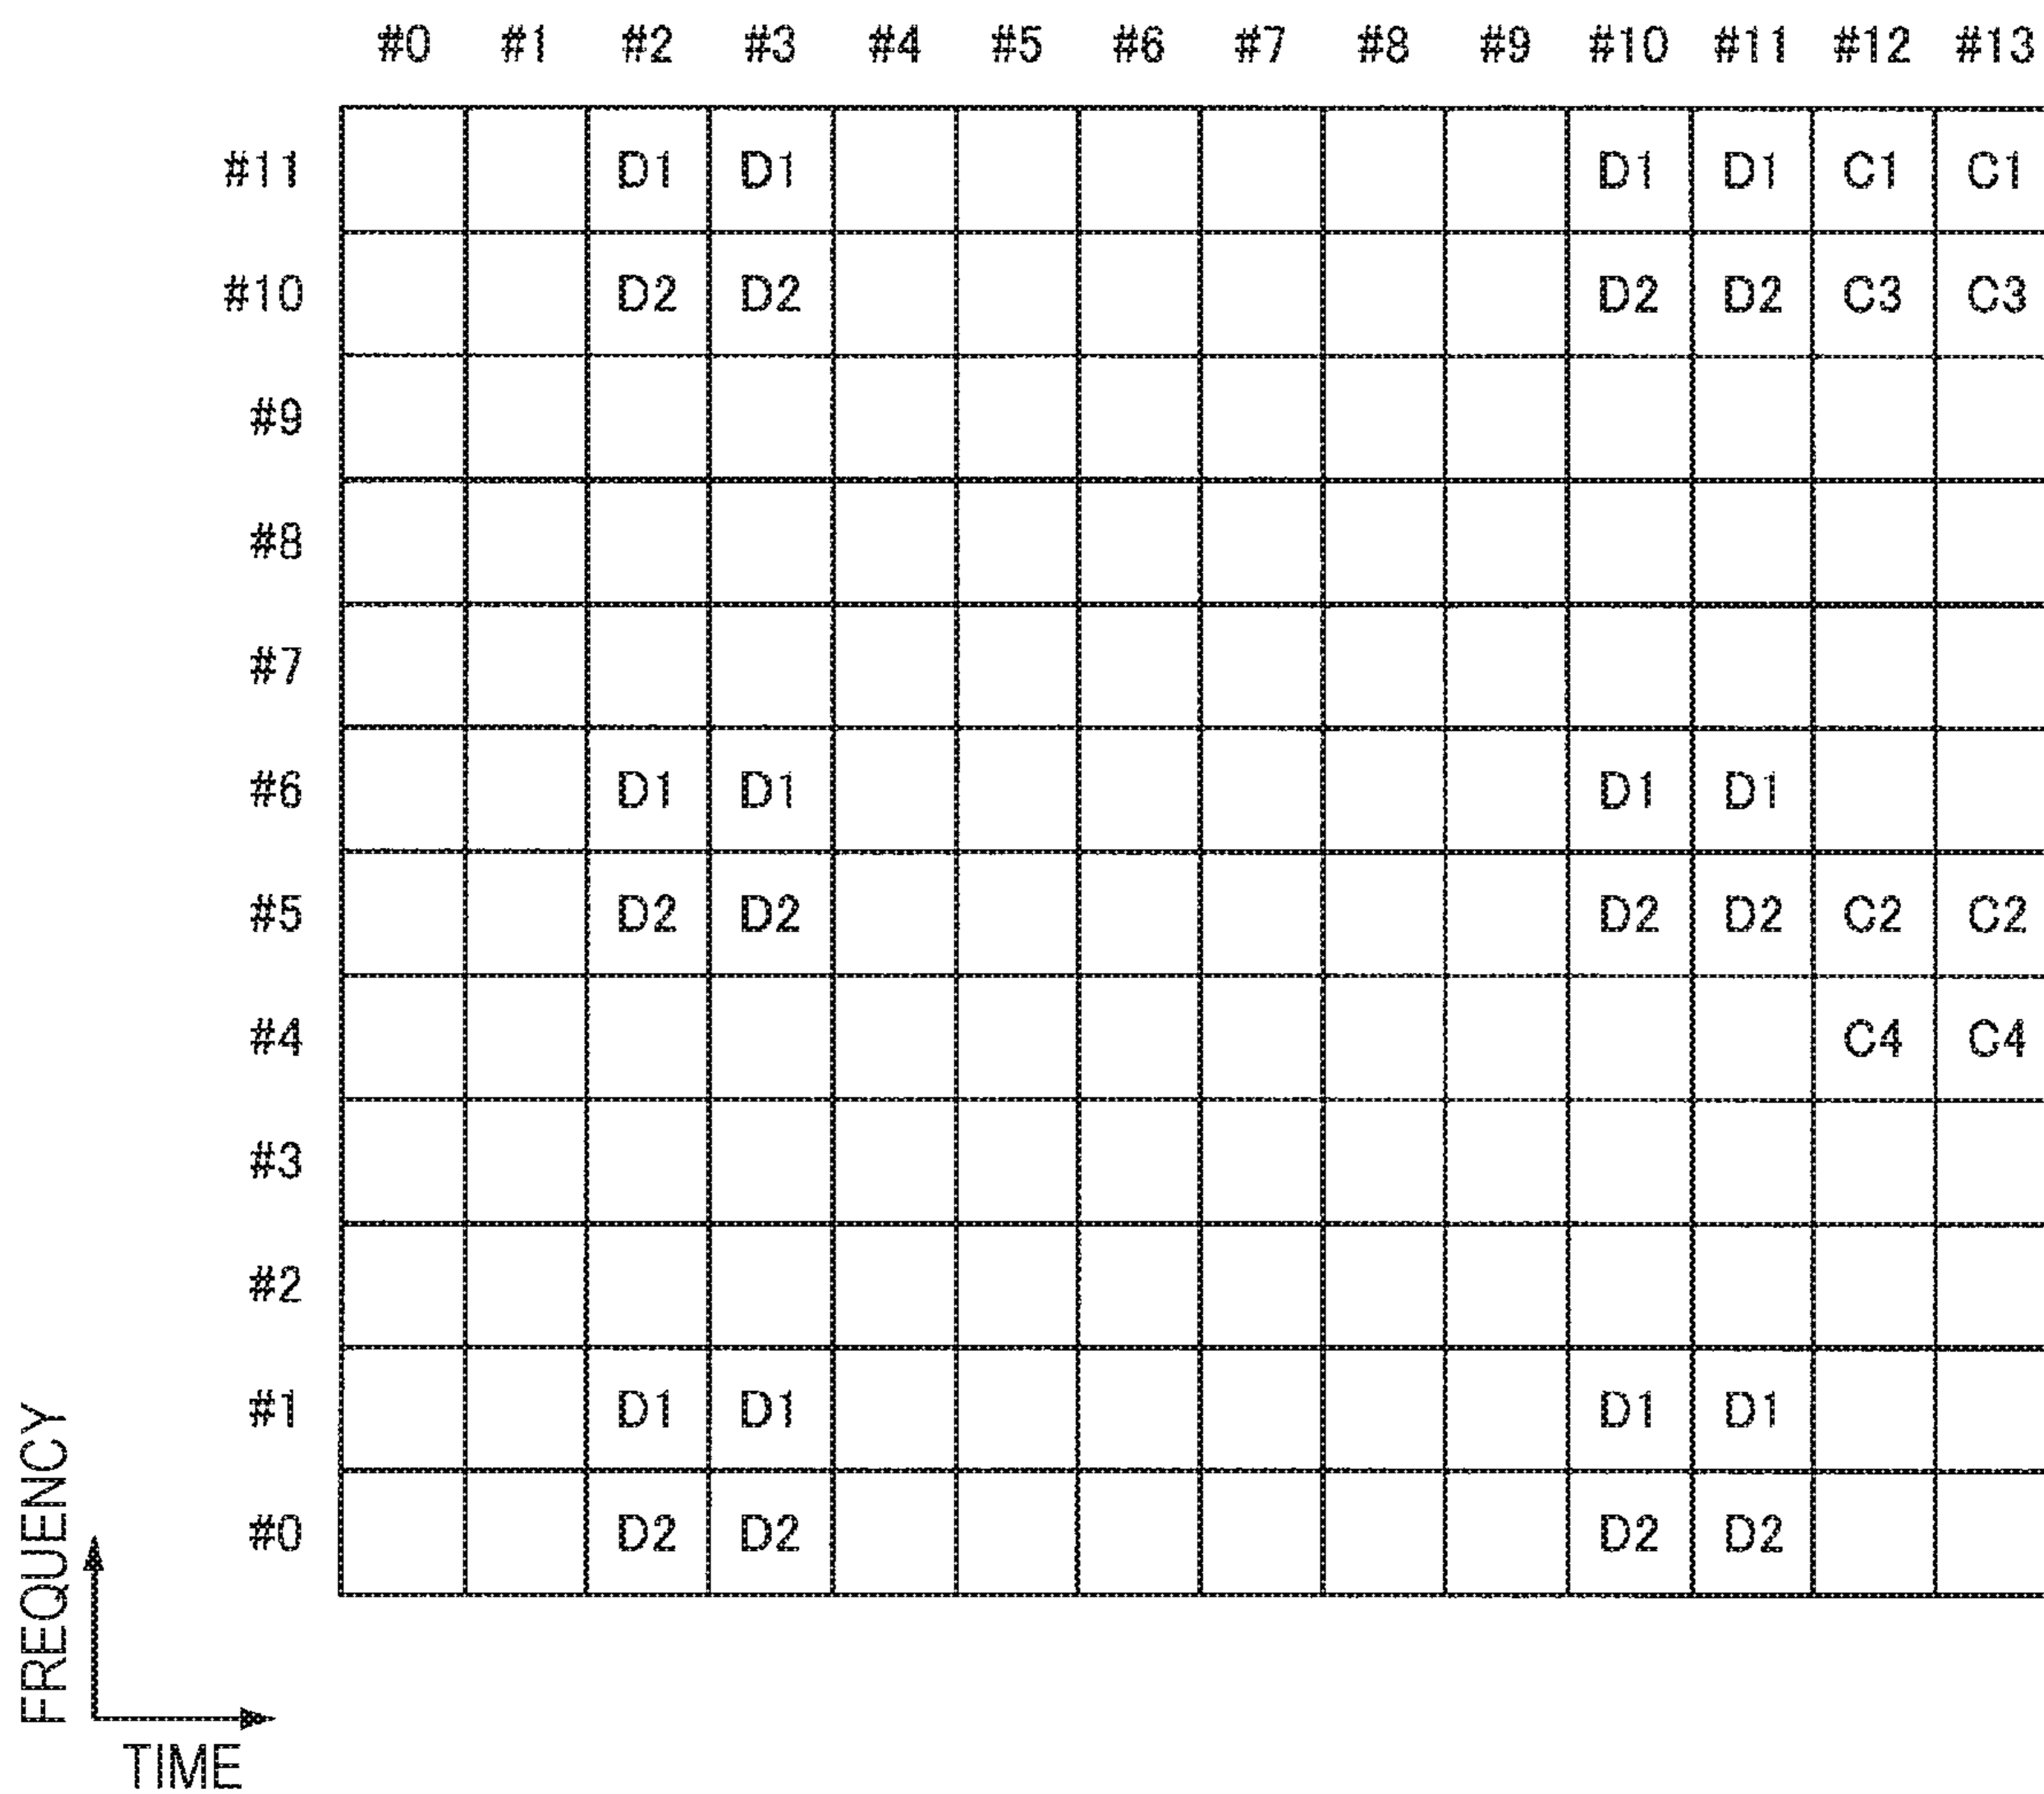 #0 #1 #2 #3 #4 #5 #6 #7 #8 #9 #10 #11 #12 #13
#11 D1 D1 D1 D1 C1 C1
#10 D2 D2 D2 D2 C3 C3
#9
#8
#7
#6 D1 D1 D1 D1
#5 D2 D2 D2 D2 C2 C2
#4 C4 C4
#3
#2
#1 D1 D1 D1 D1
#0 D2 D2 D2 D2
FREQUENCY
TIME